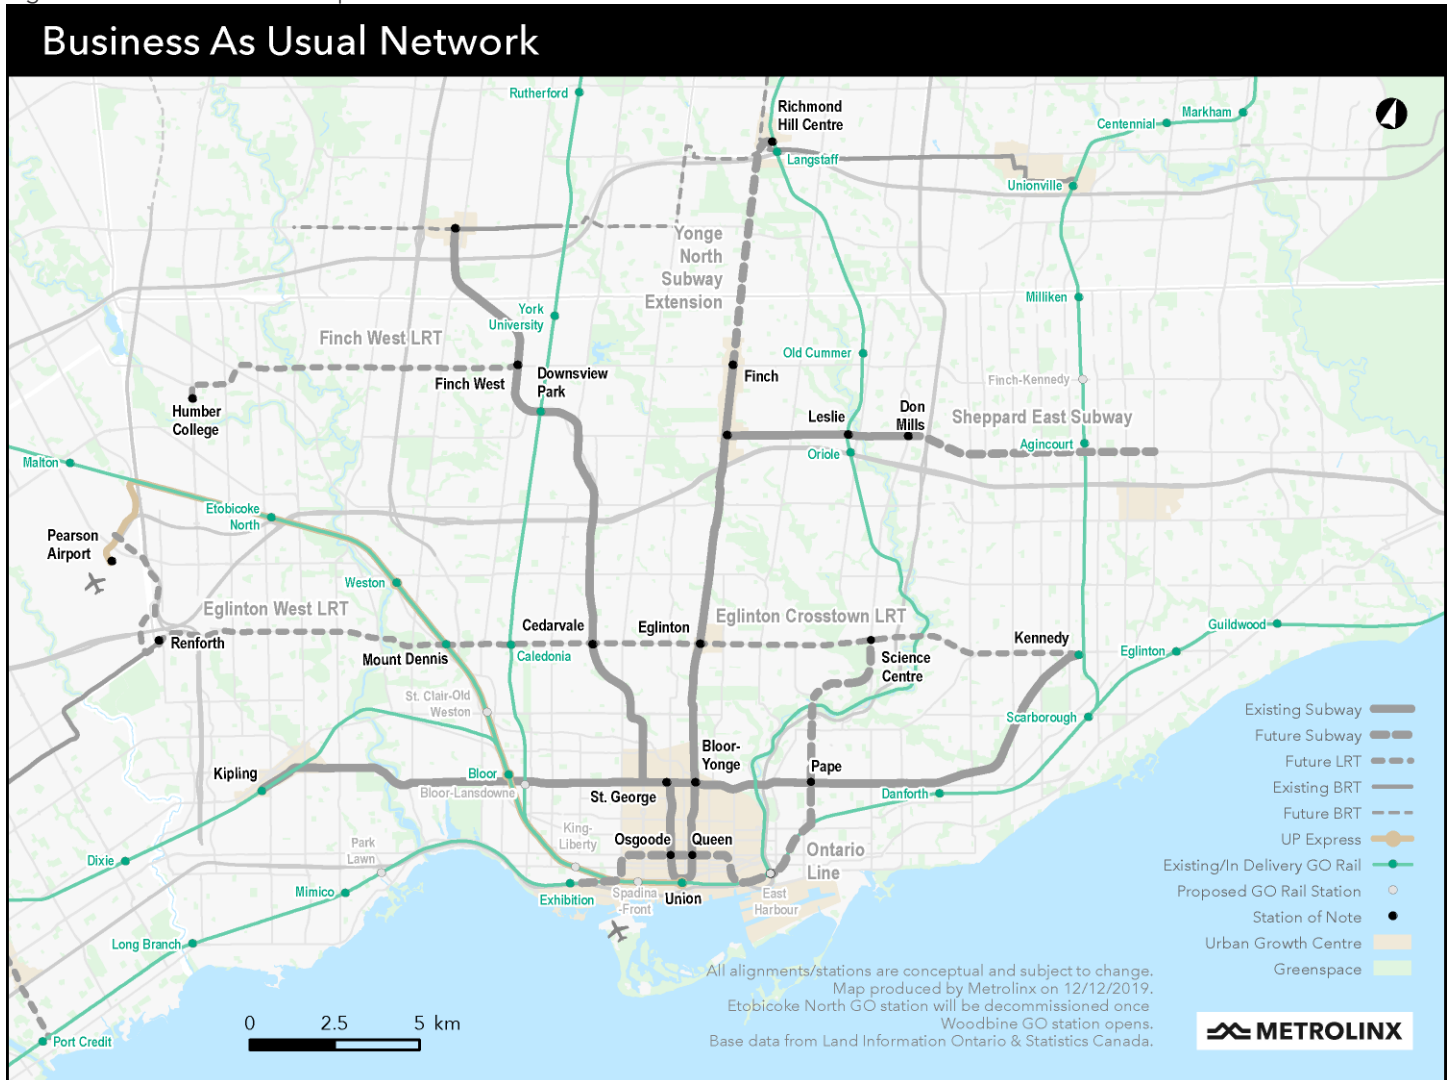 Business As Usual Network
Rutherford
Richmond
Hill Centre
Markham
Centennial
Langstaff
Unionville
Yonge
North
Subway
Extension
Milliken
York
University
Finch West LRT
Old Cummer
Downsview
Park
Finch West
Finch
Finch-Kennedy
Humber
College
Leslie
Don
Mills
Sheppard East Subway
Agincourt
Oriole
Malton
Etobicoke
North
Pearson
Airport
Weston
Eglinton West LRT
Cedarvale
Eglinton
Eglinton Crosstown LRT
Kennedy
Guildwood
Renforth
Mount Dennis
Caledonia
Science
Centre
Eglinton
St. Clair-Old
Weston
Scarborough
Kipling
Bloor
Bloor-Lansdowne
Bloor-
Yonge
St. George
Pape
Danforth
King-
Liberty
Osgoode
Queen
Park
Lawn
Dixie
Mimico
Ontario
Line
Exhibition
Spadina
-Front
Union
East
Harbour
Long Branch
Port Credit
Existing Subway
Future Subway
Future LRT
Existing BRT
Future BRT
UP Express
Existing/In Delivery GO Rail
Proposed GO Rail Station
Station of Note
Urban Growth Centre
Greenspace
All alignments/stations are conceptual and subject to change.
Map produced by Metrolinx on 12/12/2019.
Etobicoke North GO station will be decommissioned once
Woodbine GO station opens.
Base data from Land Information Ontario & Statistics Canada.
0 2.5 5 km
METROLINX